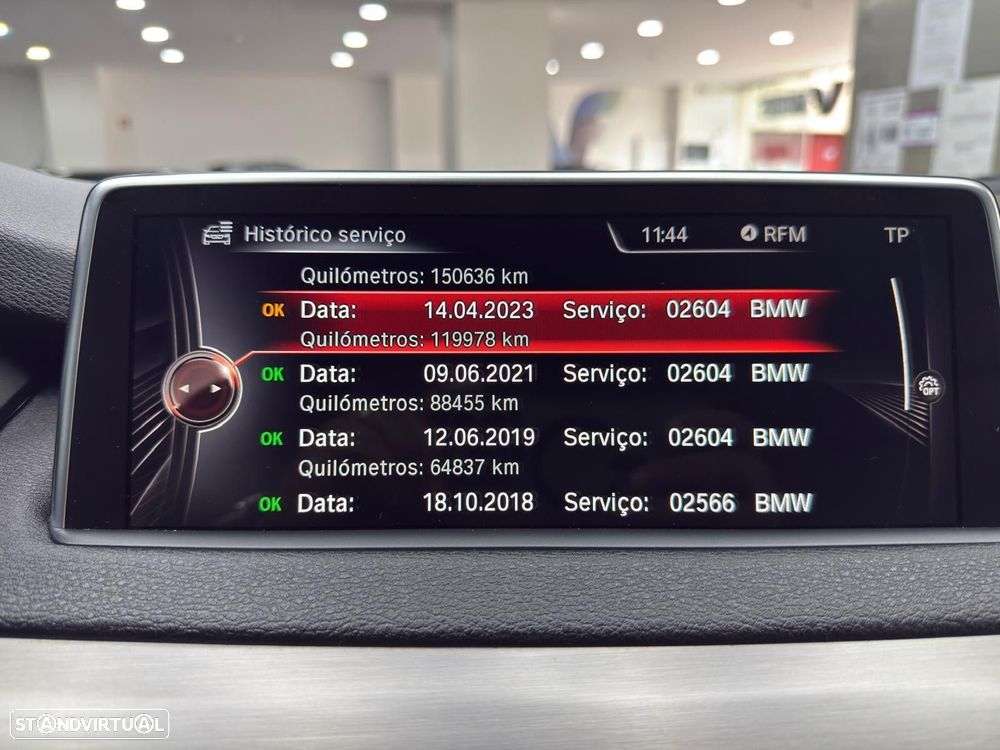 Histórico serviço 11:44 RFM TP
Quilómetros: 150636 km
OK Data: 14.04.2023 Serviço: 02604 BMW
Quilómetros: 119978 km
OK Data: 09.06.2021 Serviço: 02604 BMW
Quilómetros: 88455 km
OPT
OK Data: 12.06.2019 Serviço: 02604 BMW
Quilómetros: 64837 km
OK Data: 18.10.2018 Serviço: 02566 BMW
STANDVIRTUAL